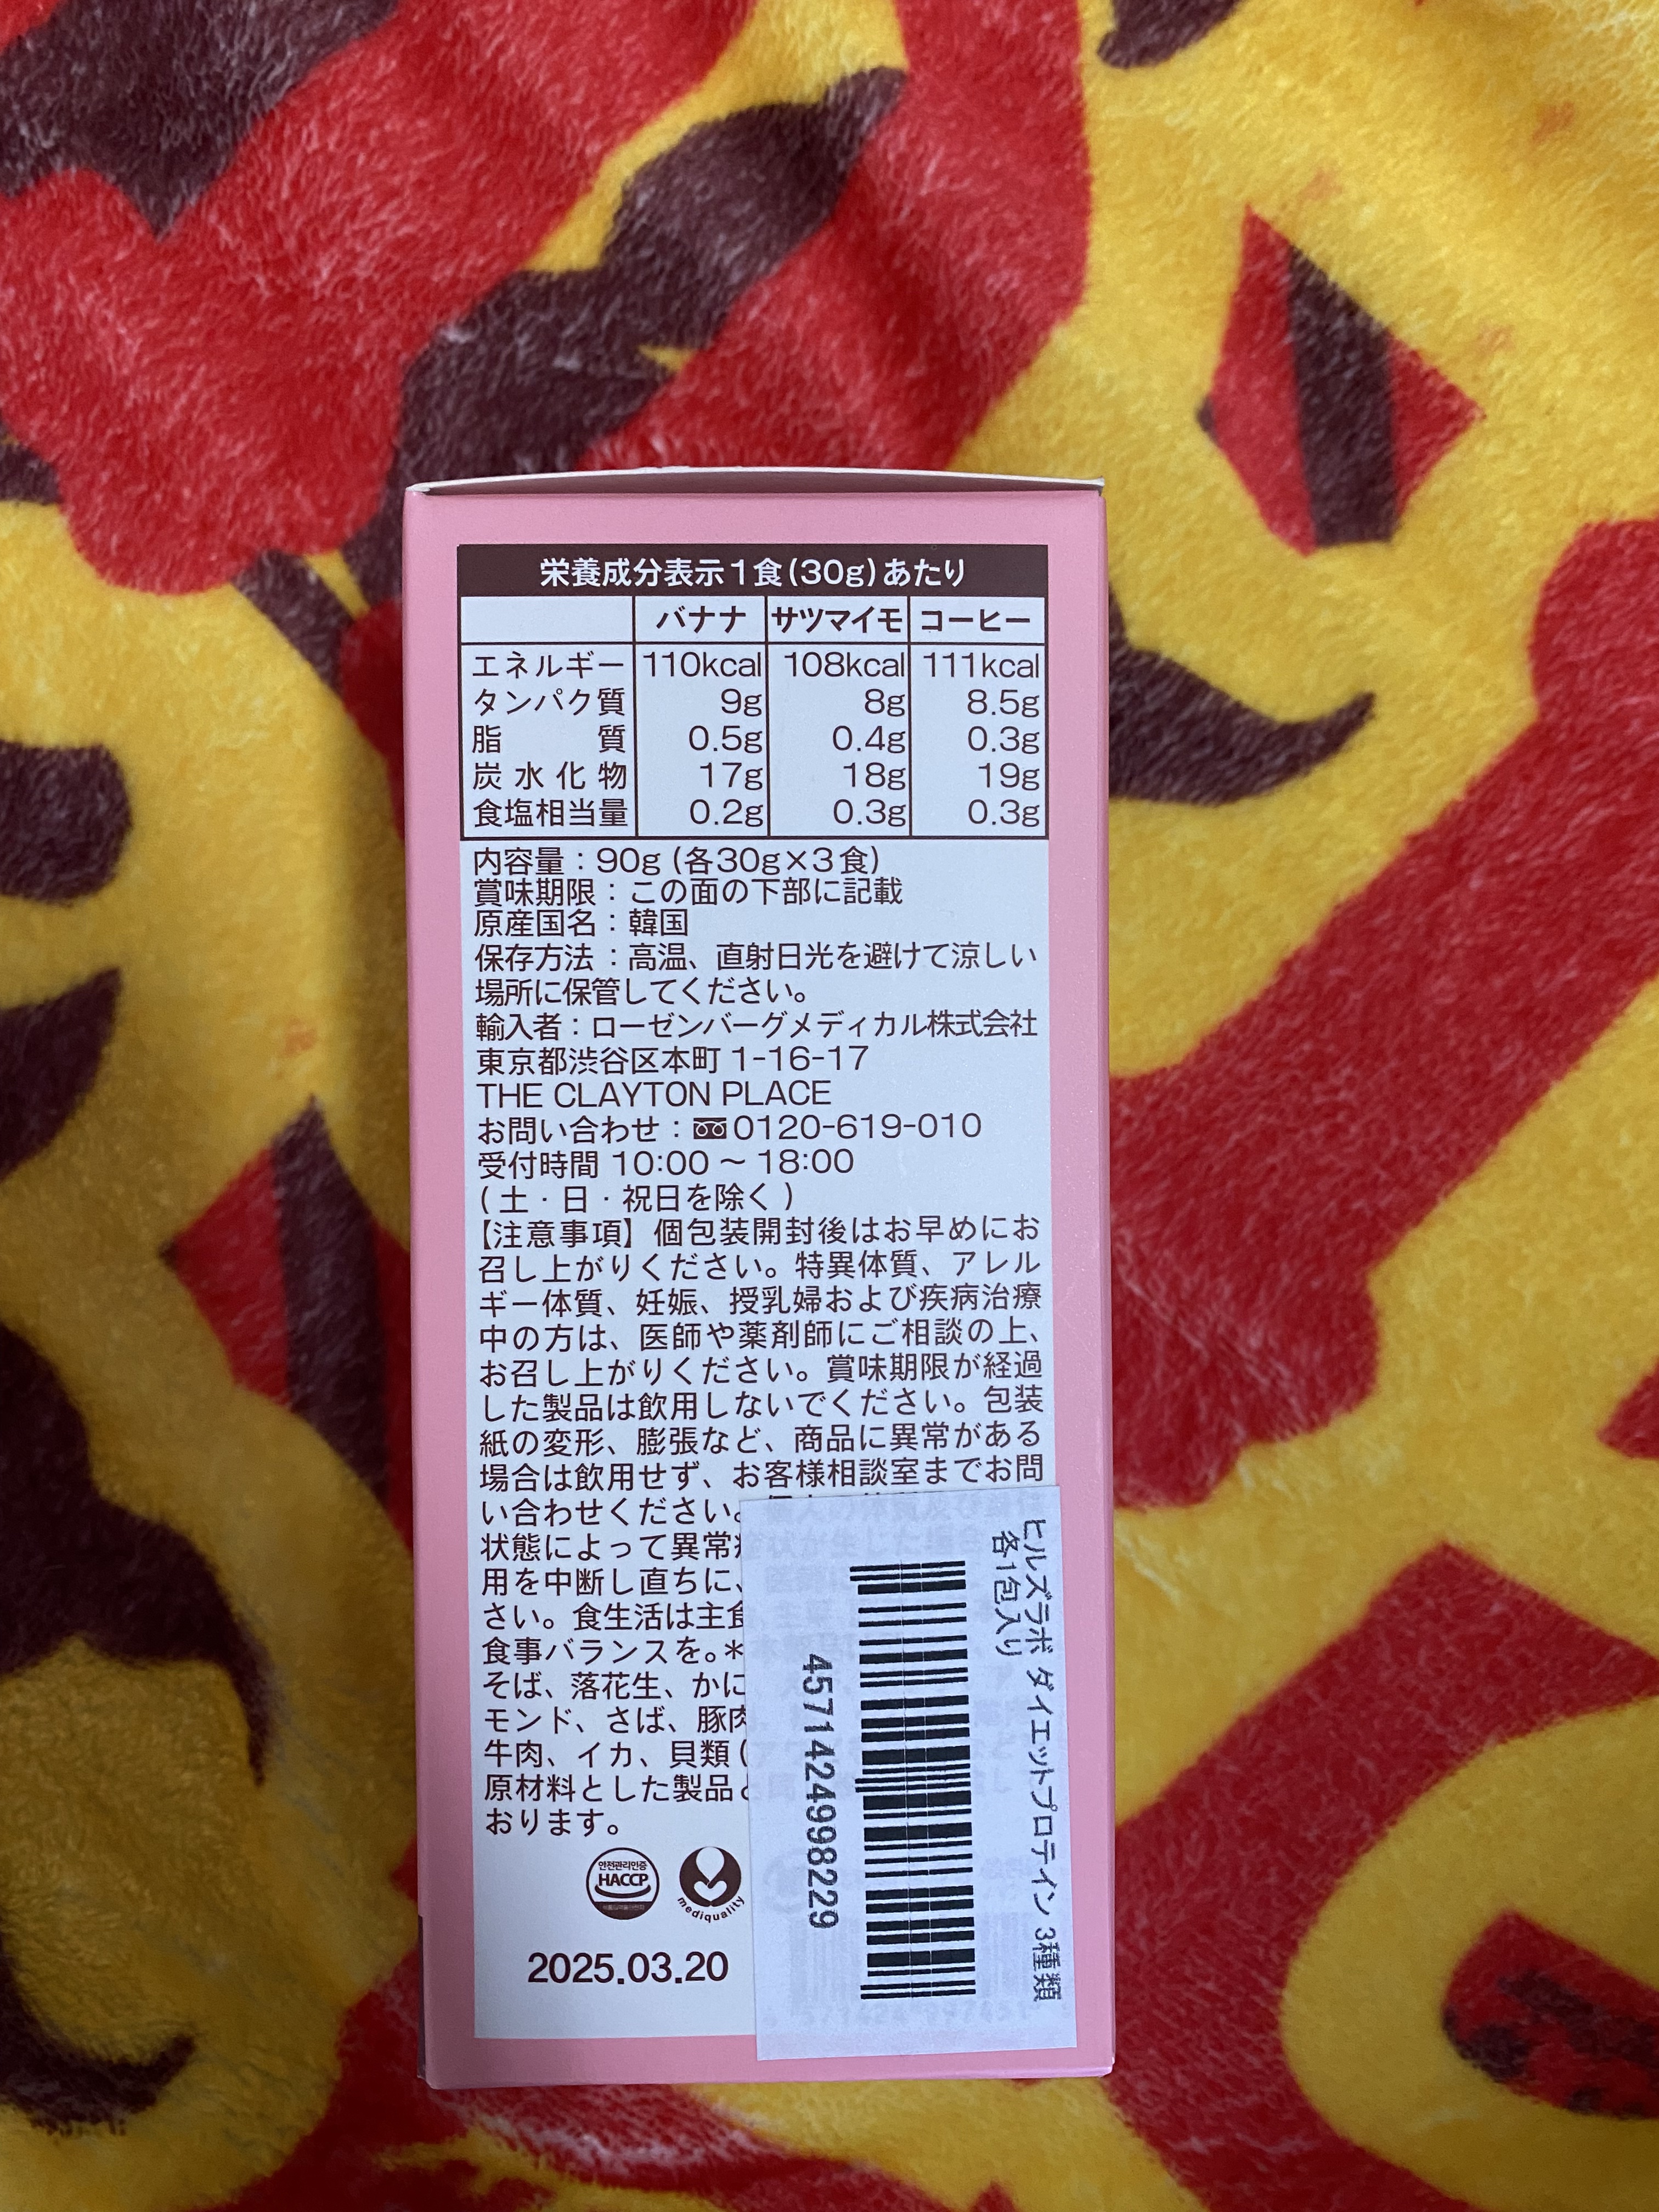 栄養成分表示1食(30g)あたり
バナナ サツマイモ コーヒー
エネルギー 110kcal 108kcal 111kcal
タンパク質 9g 8g 8.5g
脂質 0.5g 0.4g 0.3g
炭水化物 17g 18g 19g
食塩相当量 0.2g 0.3g 0.3g
内容量：90g (各30g×3食)
賞味期限：この面の下部に記載
原産国名：韓国
保存方法：高温、直射日光を避けて涼しい
場所に保管してください。
輸入者：ローゼンバーグメディカル株式会社
東京都渋谷区本町 1-16-17
THE CLAYTON PLACE
お問い合わせ：0120-619-010
受付時間 10:00 ～ 18:00
(土・日・祝日を除く)
【注意事項】個包装開封後はお早めにお
召し上がりください。特異体質、アレル
ギー体質、妊娠、授乳婦および疾病治療
中の方は、医師や薬剤師にご相談の上、
お召し上がりください。賞味期限が経過
した製品は飲用しないでください。包装
紙の変形、膨張など、商品に異常がある
場合は飲用せず、お客様相談室までお問
い合わせください。
状態によって異常
用を中断し直ちに、
さい。食生活は主食
食事バランスを。*
そば、落花生、かに
モンド、さば、豚肉
牛肉、イカ、貝類(
原材料とした製品と
おります。
안전관리인증
HACCP
mediquality
2025.03.20
ヒルズラボ ダイエットプロテイン 3種類
各1包入り
4571424998229